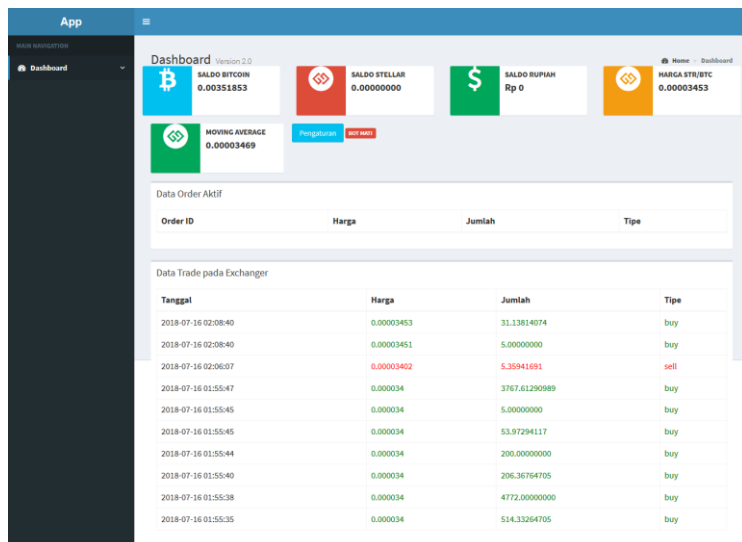 App
MAIN NAVIGATION
Dashboard
Dashboard Version 2.0
Home > Dashboard
SALDO BITCOIN
0.00351853
SALDO STELLAR
0.00000000
SALDO RUPIAH
Rp 0
HARGA STR/BTC
0.00003453
MOVING AVERAGE
0.00003469
Pengaturan BOT MATI
Data Order Aktif
Order ID Harga Jumlah Tipe
Data Trade pada Exchanger
Tanggal Harga Jumlah Tipe
2018-07-16 02:08:40 0.00003453 31.13814074 buy
2018-07-16 02:08:40 0.00003451 5.00000000 buy
2018-07-16 02:06:07 0.00003402 5.35941691 sell
2018-07-16 01:55:47 0.000034 3767.61290989 buy
2018-07-16 01:55:45 0.000034 5.00000000 buy
2018-07-16 01:55:45 0.000034 53.97294117 buy
2018-07-16 01:55:44 0.000034 200.00000000 buy
2018-07-16 01:55:40 0.000034 206.36764705 buy
2018-07-16 01:55:38 0.000034 4772.00000000 buy
2018-07-16 01:55:35 0.000034 514.33264705 buy